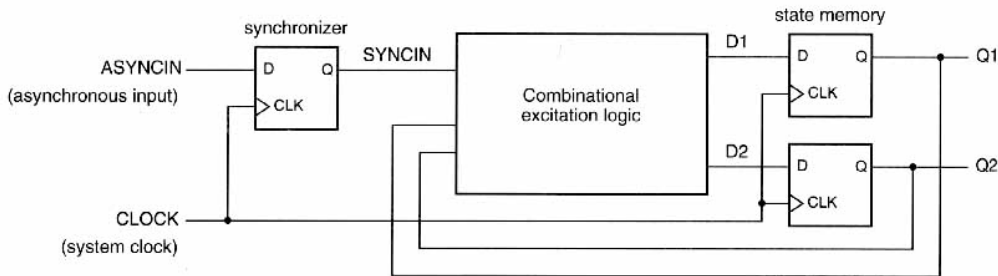 synchronizer
state memory
ASYNCIN
(asynchronous input)
D
Q
CLK
SYNCIN
Combinational
excitation logic
D1
D
Q
CLK
Q1
D2
D
Q
CLK
Q2
CLOCK
(system clock)